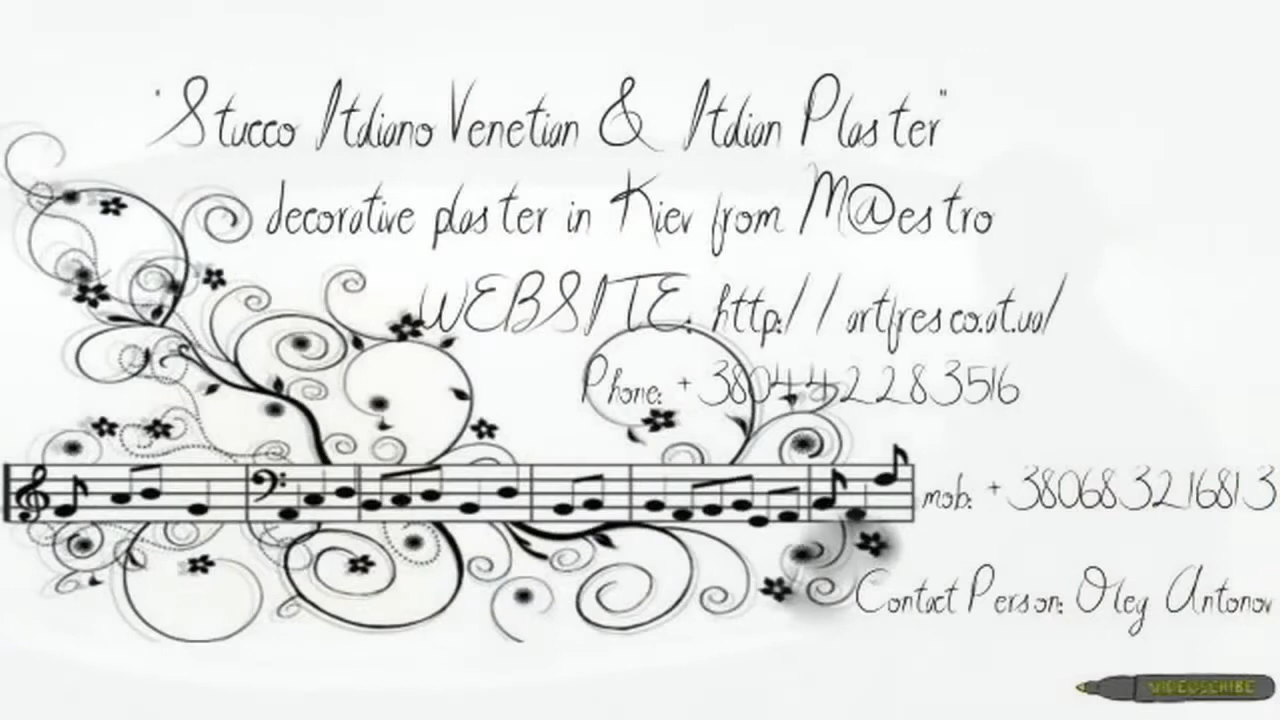 "Stucco Italiano Venetian & Italian Plaster"
decorative plaster in Kiev from M@estro
WEBSITE: http://artfresco.at.ua/
Phone: +380442283516
mob: +380683216813
Contact Person: Oleg Antonov
VIDEOSCRIBE